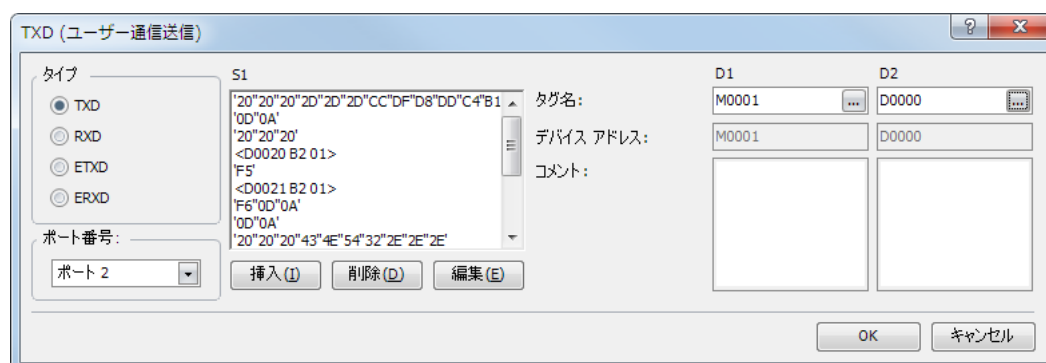 TXD (ユーザー通信送信)
タイプ
TXD
RXD
ETXD
ERXD
ポート番号:
ポート 2
S1
'20"20"20"2D"2D"2D"CC"DF"D8"DD"C4"B1
'0D"0A'
'20"20"20'
<D0020 B2 01>
'F5'
<D0021 B2 01>
'F6"0D"0A'
'0D"0A'
'20"20"20"43"4E"54"32"2E"2E"2E'
挿入(I) 削除(D) 編集(E)
D1 D2
タグ名: M0001 ... D0000 ...
デバイス アドレス: M0001 D0000
コメント:
OK キャンセル